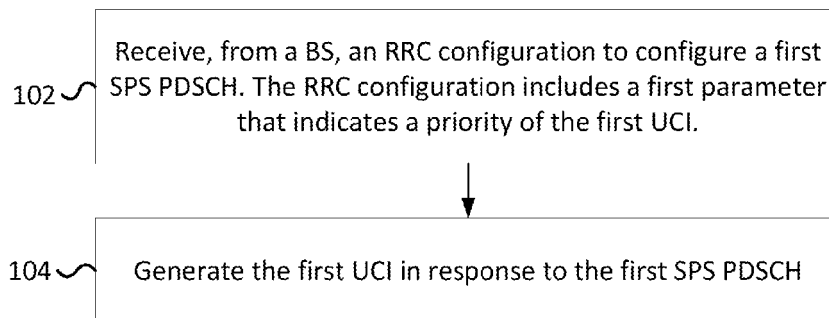 Receive, from a BS, an RRC configuration to configure a first
SPS PDSCH. The RRC configuration includes a first parameter
that indicates a priority of the first UCI.
102
Generate the first UCI in response to the first SPS PDSCH
104